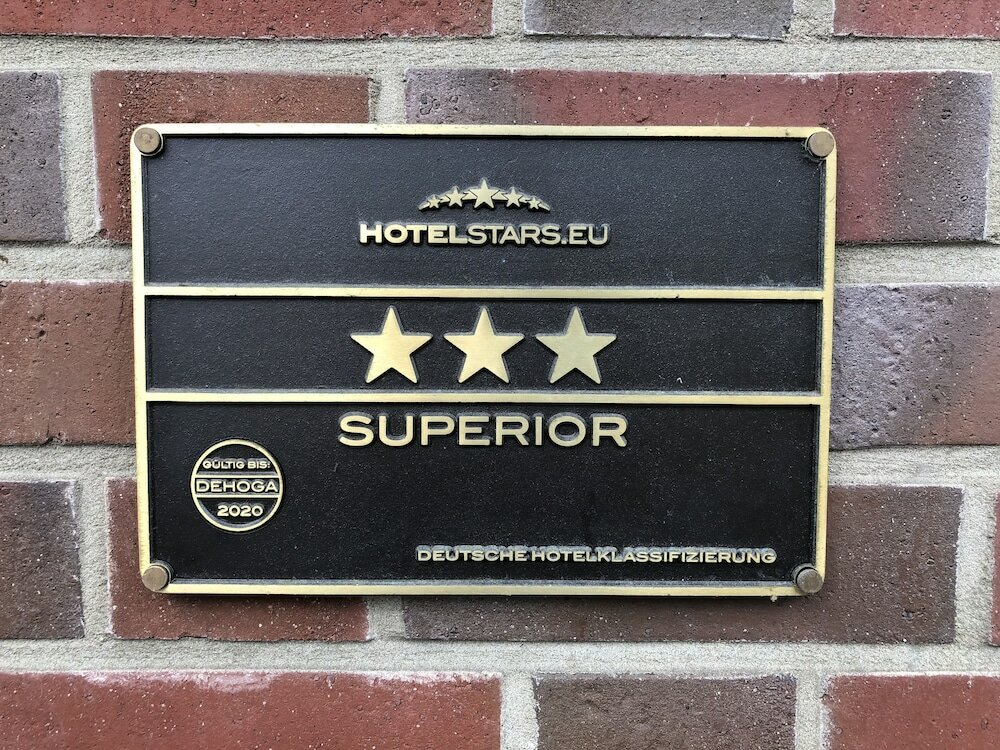 HOTELSTARS.EU
SUPERIOR
GÜLTIG BIS:
DEHOGA
2020
DEUTSCHE HOTELKLASSIFIZIERUNG